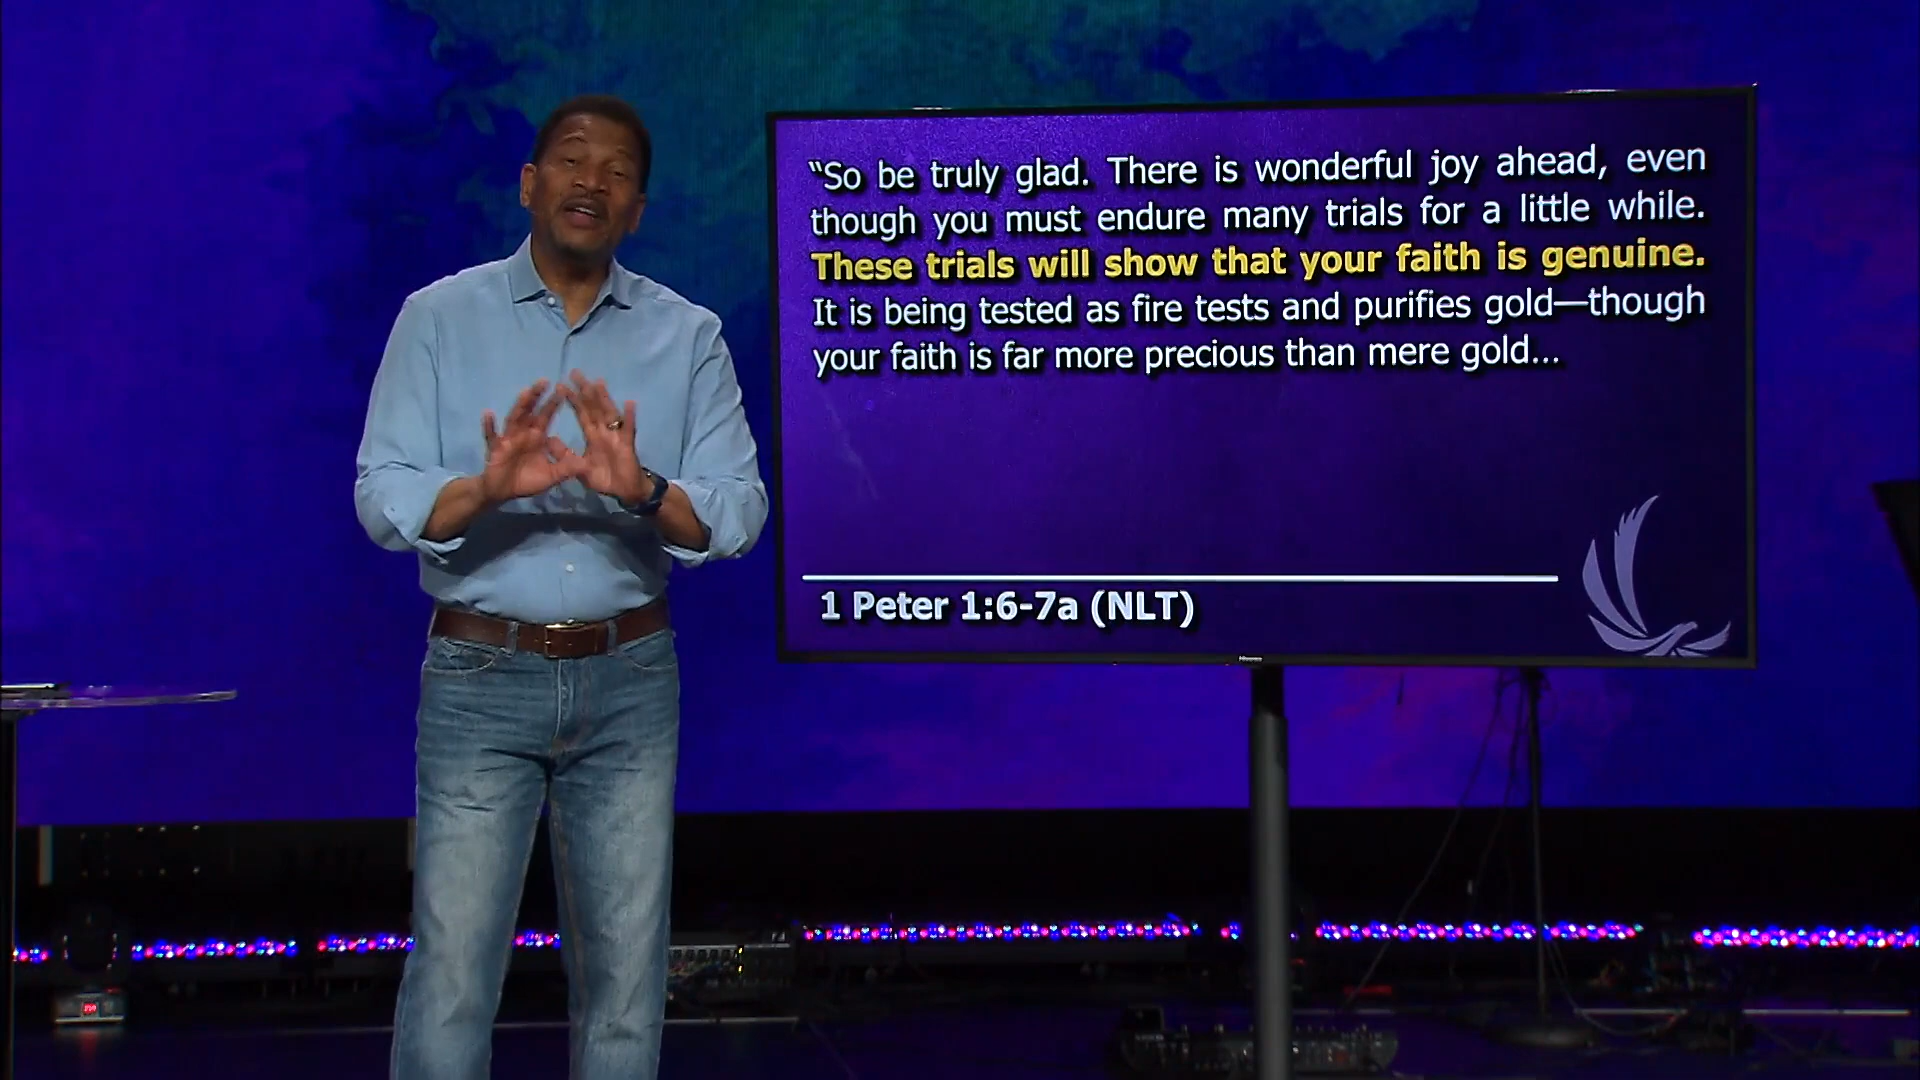 “So be truly glad. There is wonderful joy ahead, even
though you must endure many trials for a little while.
These trials will show that your faith is genuine.
It is being tested as fire tests and purifies gold—though
your faith is far more precious than mere gold...
1 Peter 1:6-7a (NLT)
Hisense